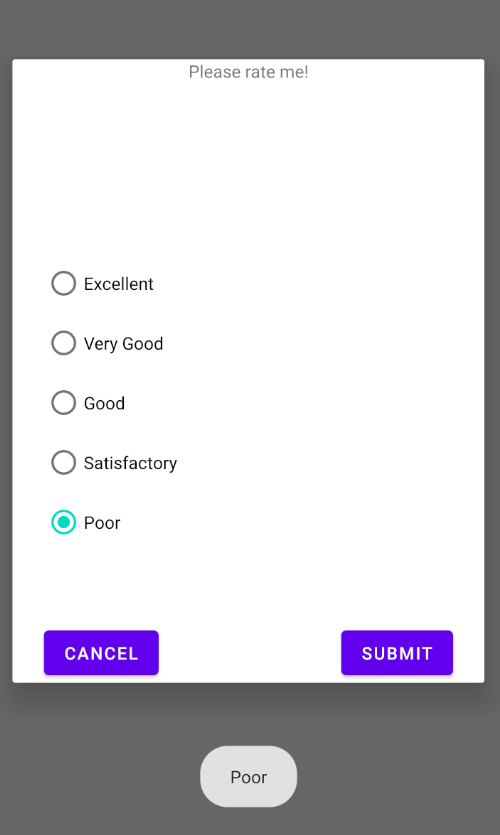 Please rate me!
Excellent
Very Good
Good
Satisfactory
Poor
CANCEL
SUBMIT
Poor